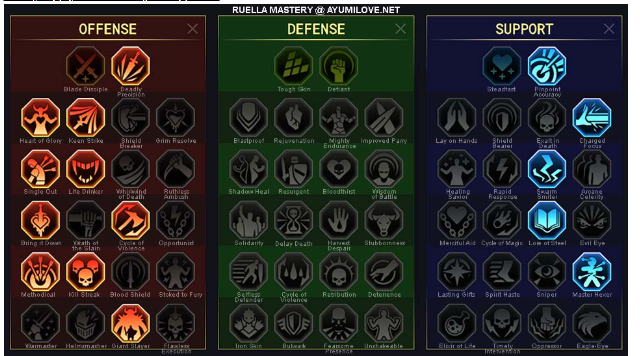 RUELLA MASTERY @ AYUMILOVE.NET
OFFENSE
Blade Disciple
Deadly
Precision
Heart of Glory
Keen Strike
Shield
Breaker
Grim Resolve
Single Out
Life Drinker
Whirlwind
of Death
Ruthless
Ambush
Bring it Down
Wrath of
the Slain
Cycle of
Violence
Opportunist
Methodical
Kill Streak
Blood Shield
Stoked to Fury
Warmaster
Helmsmasher
Giant Slayer
Flawless
Execution
DEFENSE
Tough Skin
Defiant
Blastproof
Rejuvenation
Mighty
Endurance
Improved Parry
Shadow Heal
Resurgent
Bloodthirst
Wisdom
of Battle
Solidarity
Delay Death
Harvest
Despair
Stubbornness
Selfless
Defender
Cycle of
Violence
Retribution
Deterrence
Iron Skin
Bulwark
Fearsome
Presence
Unshakeable
SUPPORT
Steadfast
Pinpoint
Accuracy
Lay on Hands
Shield
Bearer
Exalt in
Death
Charged
Focus
Healing
Savior
Rapid
Response
Swarm
Smiter
Arcane
Celerity
Merciful Aid
Cycle of Magic
Lore of Steel
Evil Eye
Lasting Gifts
Spirit Haste
Sniper
Master Hexer
Elixir of Life
Timely
Intervention
Oppressor
Eagle-Eye